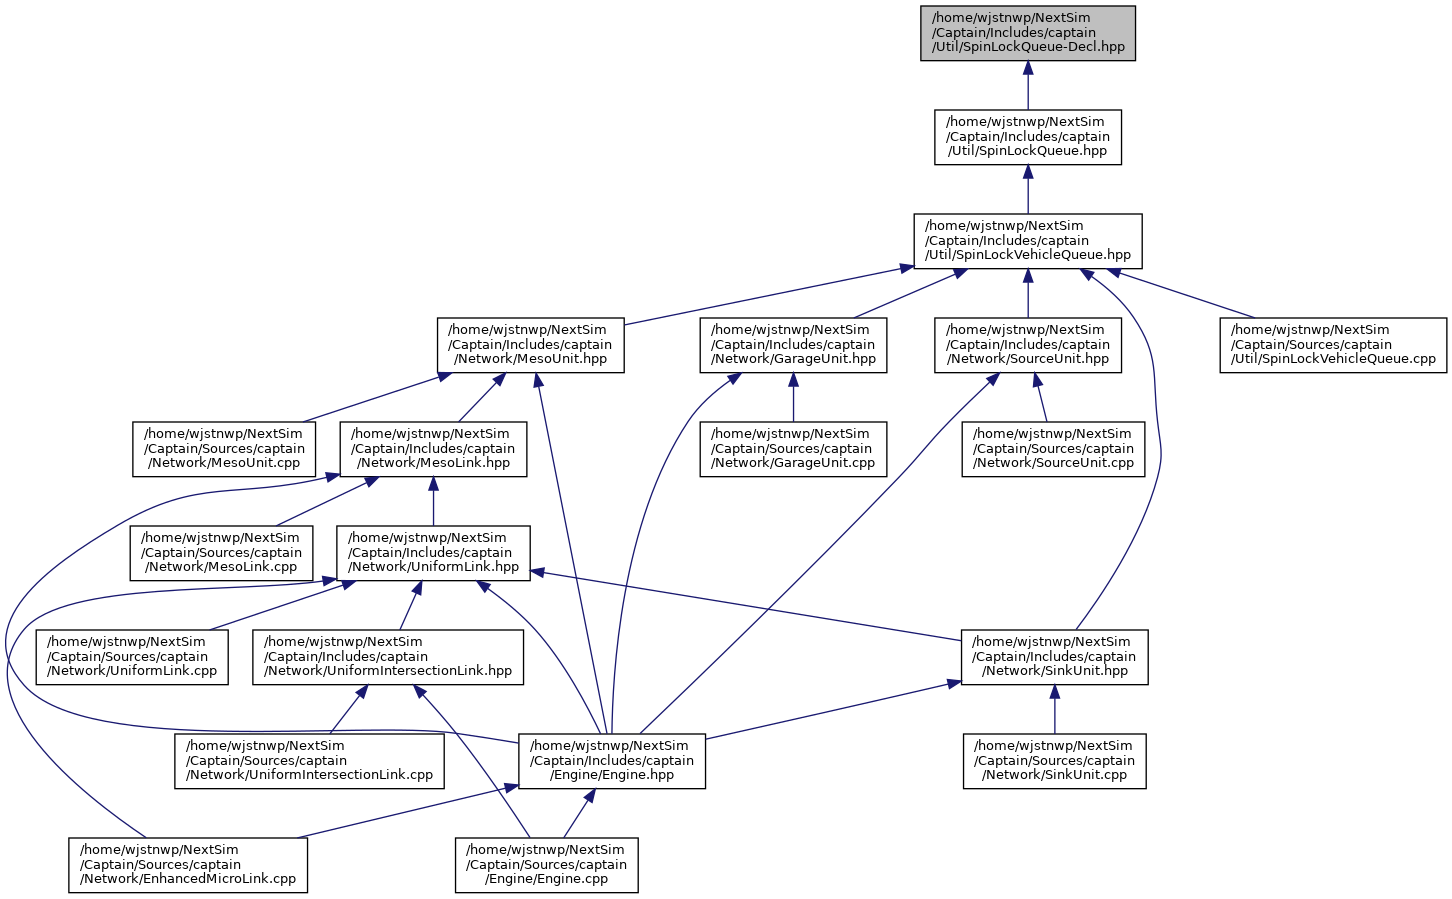 /home/wjstnwp/NextSim
/Captain/Includes/captain
/Util/SpinLockQueue-Decl.hpp
/home/wjstnwp/NextSim
/Captain/Includes/captain
/Util/SpinLockQueue.hpp
/home/wjstnwp/NextSim
/Captain/Includes/captain
/Util/SpinLockVehicleQueue.hpp
/home/wjstnwp/NextSim
/Captain/Includes/captain
/Network/MesoUnit.hpp
/home/wjstnwp/NextSim
/Captain/Includes/captain
/Network/GarageUnit.hpp
/home/wjstnwp/NextSim
/Captain/Includes/captain
/Network/SourceUnit.hpp
/home/wjstnwp/NextSim
/Captain/Sources/captain
/Util/SpinLockVehicleQueue.cpp
/home/wjstnwp/NextSim
/Captain/Sources/captain
/Network/MesoUnit.cpp
/home/wjstnwp/NextSim
/Captain/Includes/captain
/Network/MesoLink.hpp
/home/wjstnwp/NextSim
/Captain/Sources/captain
/Network/GarageUnit.cpp
/home/wjstnwp/NextSim
/Captain/Sources/captain
/Network/SourceUnit.cpp
/home/wjstnwp/NextSim
/Captain/Sources/captain
/Network/MesoLink.cpp
/home/wjstnwp/NextSim
/Captain/Includes/captain
/Network/UniformLink.hpp
/home/wjstnwp/NextSim
/Captain/Sources/captain
/Network/UniformLink.cpp
/home/wjstnwp/NextSim
/Captain/Includes/captain
/Network/UniformIntersectionLink.hpp
/home/wjstnwp/NextSim
/Captain/Includes/captain
/Network/SinkUnit.hpp
/home/wjstnwp/NextSim
/Captain/Sources/captain
/Network/UniformIntersectionLink.cpp
/home/wjstnwp/NextSim
/Captain/Includes/captain
/Engine/Engine.hpp
/home/wjstnwp/NextSim
/Captain/Sources/captain
/Network/SinkUnit.cpp
/home/wjstnwp/NextSim
/Captain/Sources/captain
/Network/EnhancedMicroLink.cpp
/home/wjstnwp/NextSim
/Captain/Sources/captain
/Engine/Engine.cpp